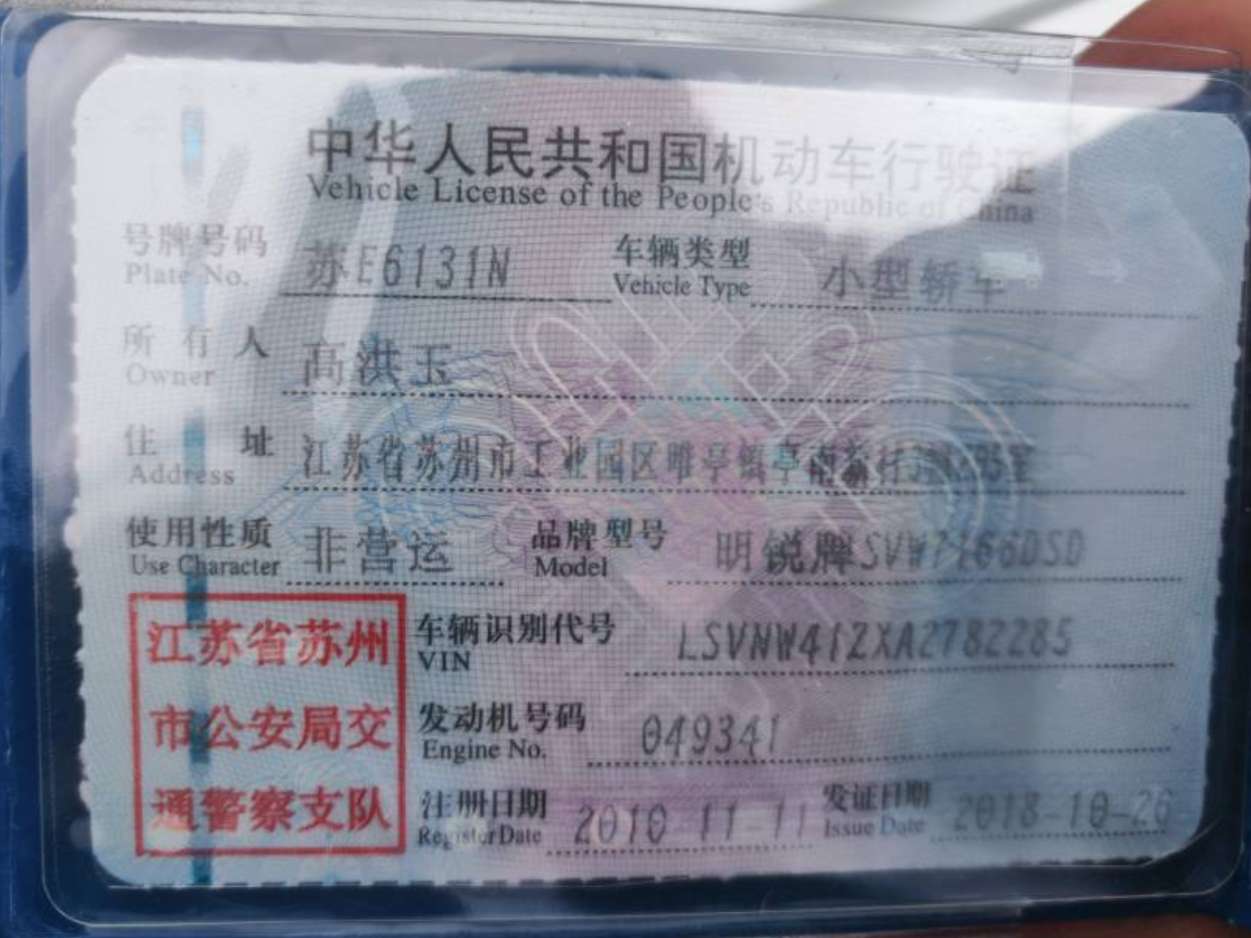 中华人民共和国机动车行驶证
Vehicle License of the People's Republic of China
号牌号码 苏E6131N 车辆类型 小型轿车
Plate No. Vehicle Type
所有人 高洪玉
Owner
住址 江苏省苏州市工业园区唯亭镇亭南新村
Address
使用性质 非营运 品牌型号 明锐牌SVW7166DSD
Use Character Model
江苏省苏州 车辆识别代号 LSVNW41ZXA2782285
VIN
市公安局交 发动机号码 049341
Engine No.
通警察支队 注册日期 2010-11-11 发证日期 2018-10-26
Register Date Issue Date